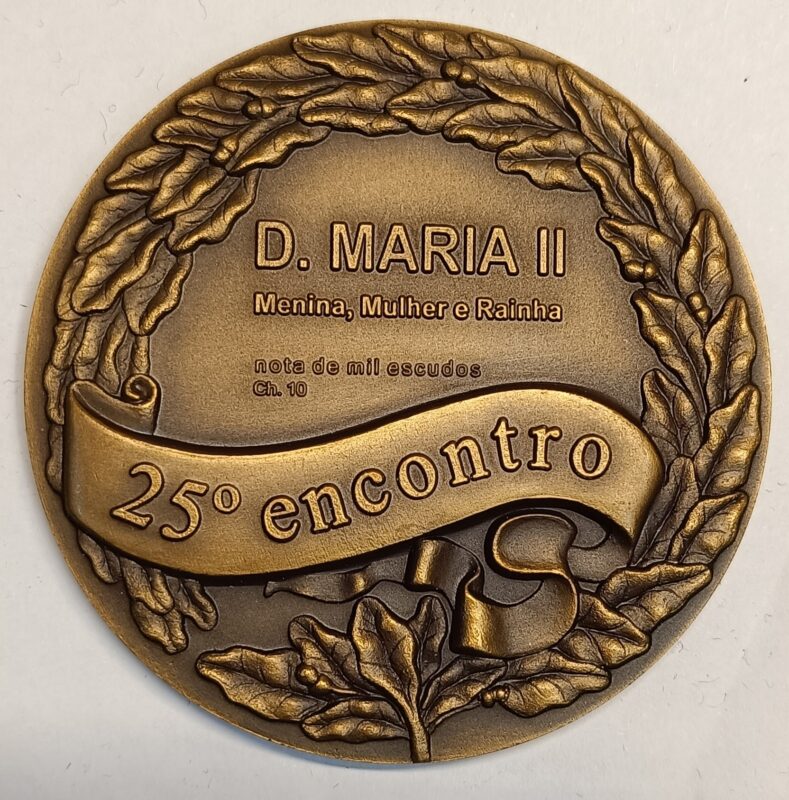 D. MARIA II
Menina, Mulher e Rainha
nota de mil escudos
Ch. 10
25º encontro